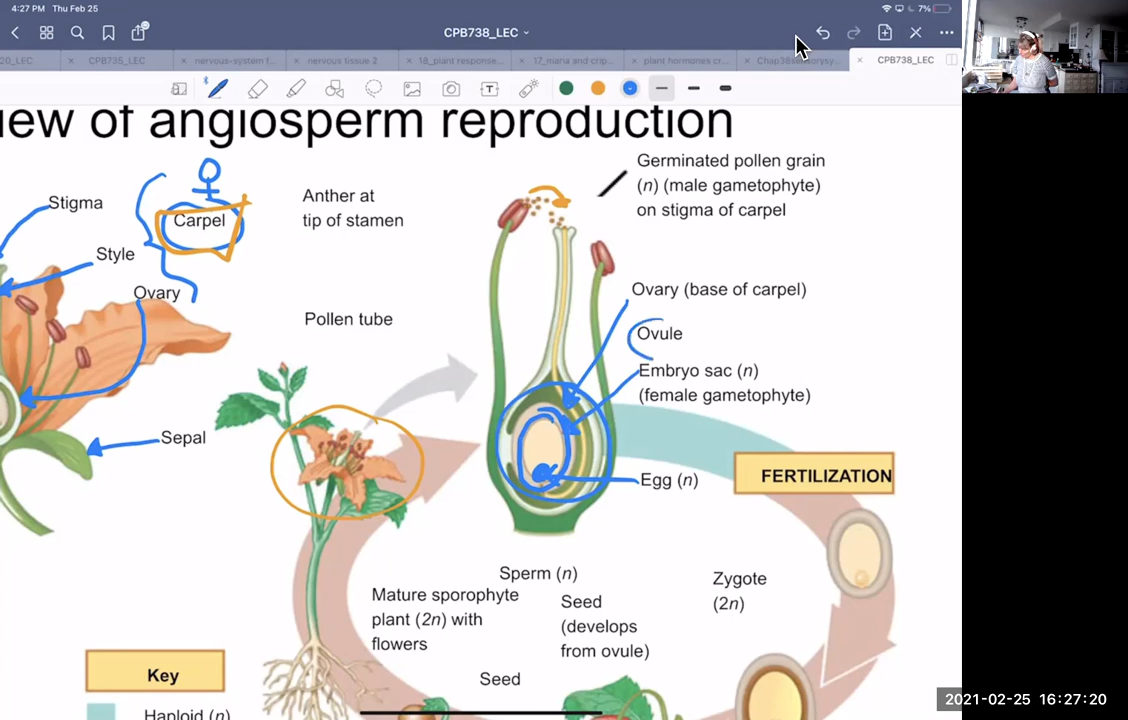 4:27 PM Thu Feb 25
7%
CPB738_LEC
20_LEC
CPB735_LEC
nervous-system f...
nervous tissue 2
18_plant response...
17_maria and crip...
plant hormones cr...
CPB738_LEC
iew of angiosperm reproduction
Stigma
Carpel
Style
Ovary
Sepal
Anther at
tip of stamen
Pollen tube
Germinated pollen grain
(n) (male gametophyte)
on stigma of carpel
Ovary (base of carpel)
Ovule
Embryo sac (n)
(female gametophyte)
Egg (n)
FERTILIZATION
Sperm (n)
Mature sporophyte
plant (2n) with
flowers
Seed
(develops
from ovule)
Zygote
(2n)
Seed
Key
Haploid (n)
2021-02-25 16:27:20